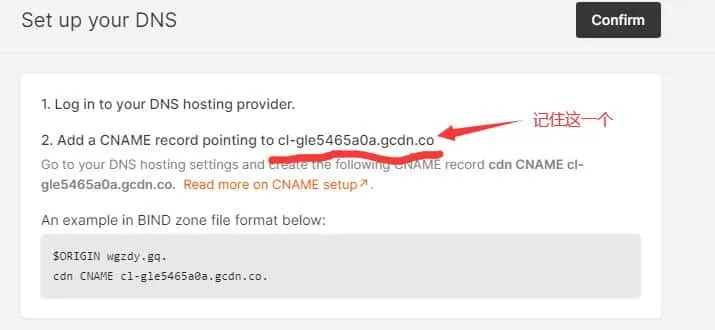 Set up your DNS
Confirm
1. Log in to your DNS hosting provider.
记住这一个
2. Add a CNAME record pointing to cl-gle5465a0a.gcdn.co
Go to your DNS hosting settings and create the following CNAME record cdn CNAME cl-
gle5465a0a.gcdn.co. Read more on CNAME setup↗.
An example in BIND zone file format below:
$ORIGIN wgzdy.gq.
cdn CNAME cl-gle5465a0a.gcdn.co.